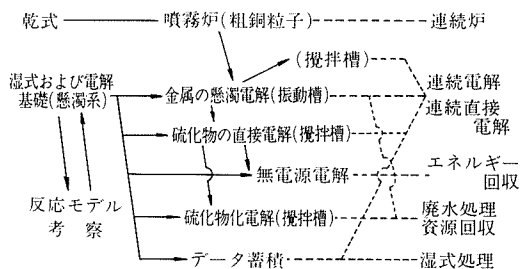 乾式
噴霧炉(粗銅粒子)
連続炉
(攪拌槽)
湿式および電解
基礎(懸濁系)
金属の懸濁電解(振動槽)
連続電解
連続直接
電解
硫化物の直接電解(攪拌槽)
無電源電解
エネルギー
回収
反応モデル
考察
硫化物化電解(攪拌槽)
廃水処理
資源回収
データ蓄積
湿式処理